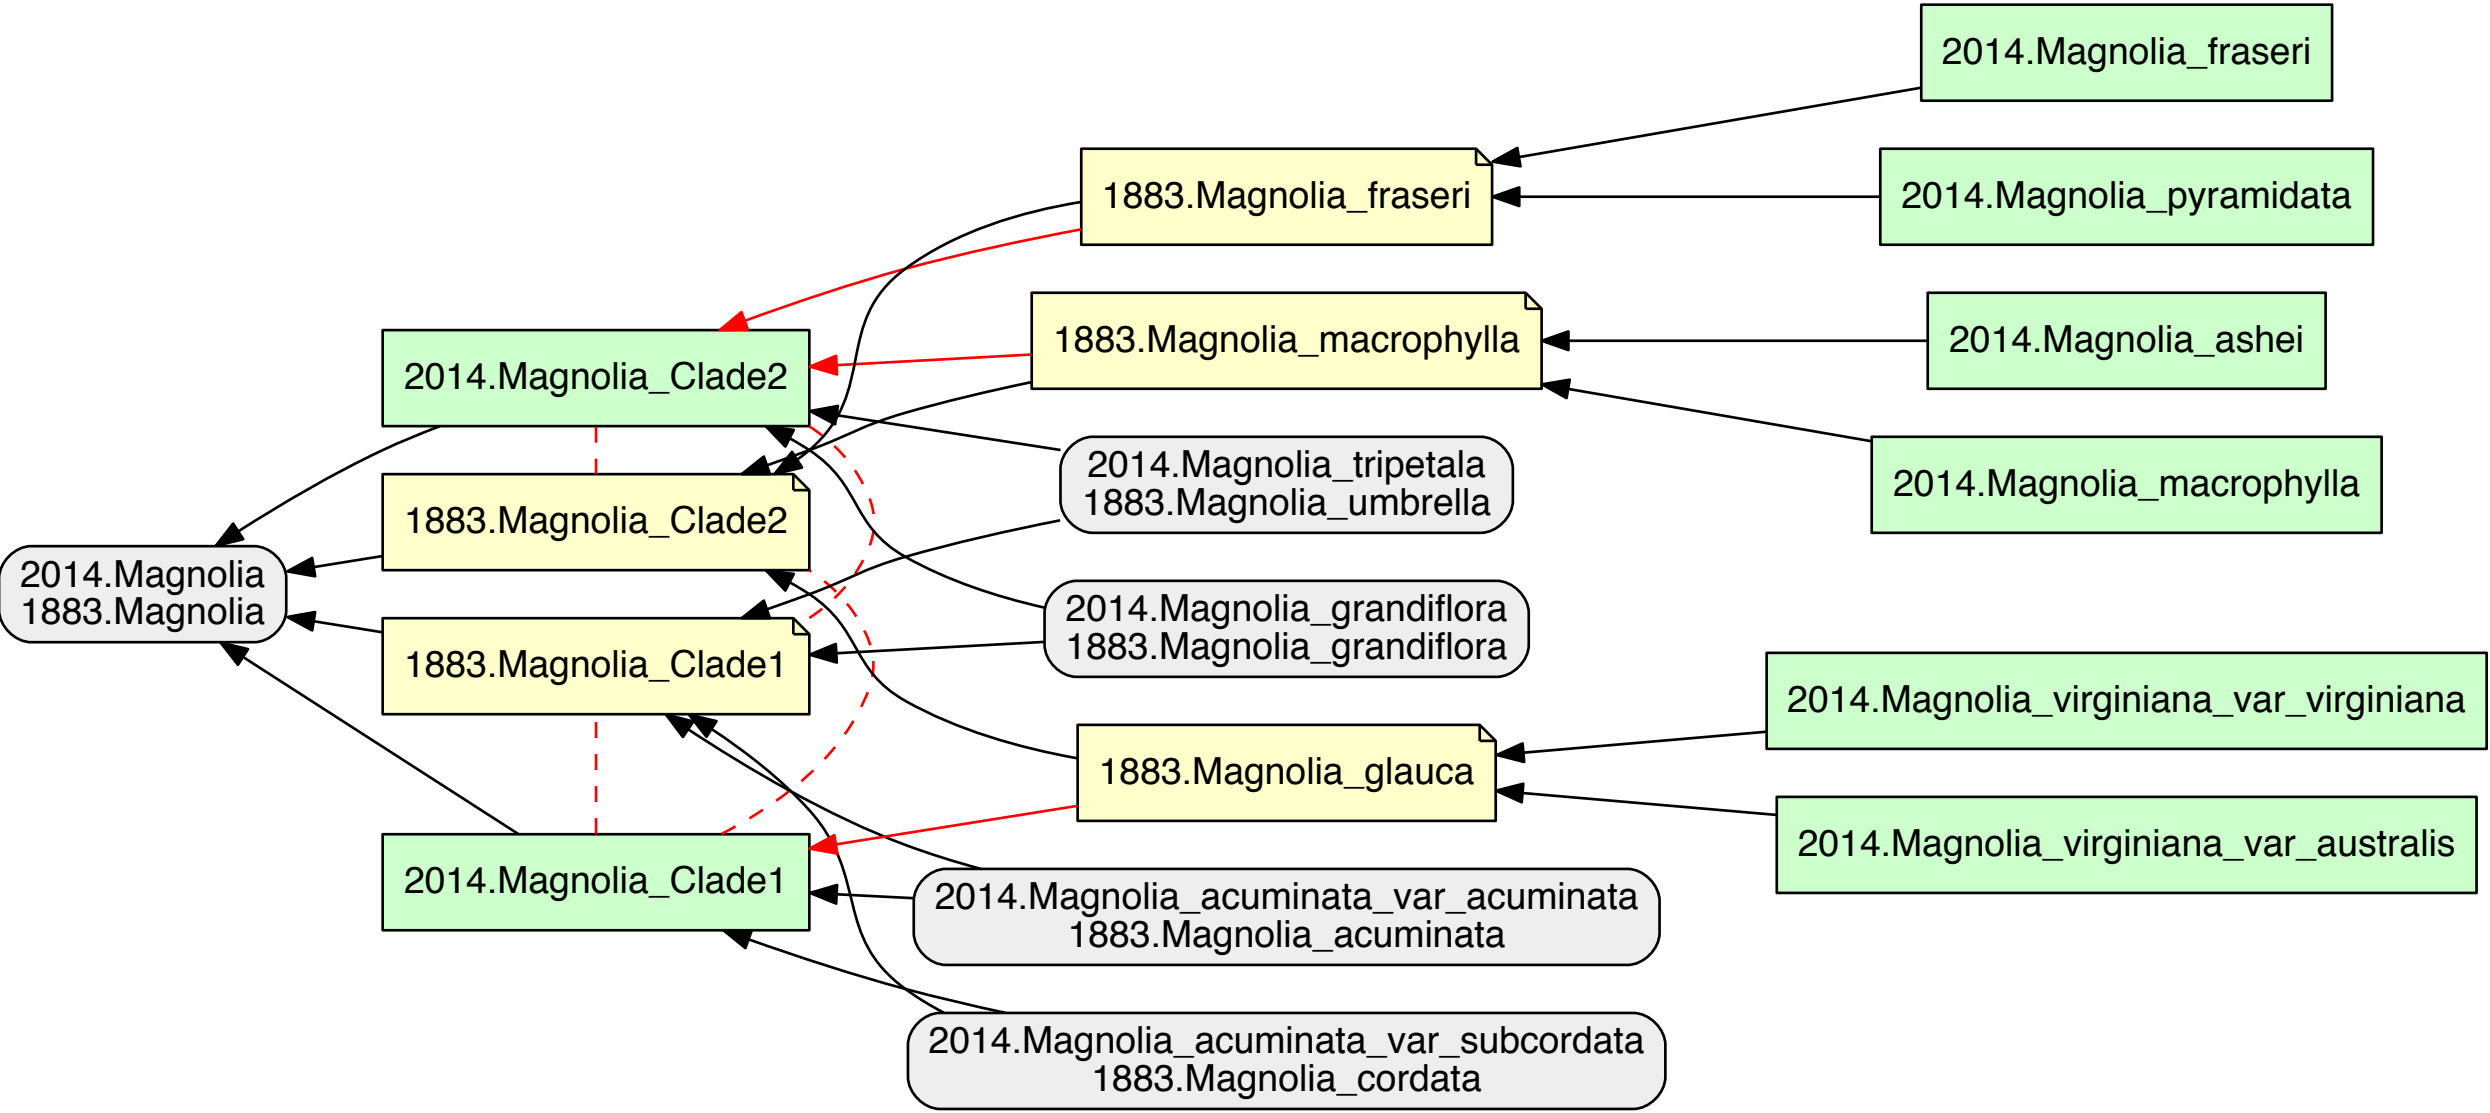 2014.Magnolia_fraseri
1883.Magnolia_fraseri
2014.Magnolia_pyramidata
1883.Magnolia_macrophylla
2014.Magnolia_ashei
2014.Magnolia_Clade2
2014.Magnolia_tripetala
1883.Magnolia_umbrella
2014.Magnolia_macrophylla
1883.Magnolia_Clade2
2014.Magnolia
1883.Magnolia
2014.Magnolia_grandiflora
1883.Magnolia_grandiflora
1883.Magnolia_Clade1
2014.Magnolia_virginiana_var_virginiana
1883.Magnolia_glauca
2014.Magnolia_virginiana_var_australis
2014.Magnolia_Clade1
2014.Magnolia_acuminata_var_acuminata
1883.Magnolia_acuminata
2014.Magnolia_acuminata_var_subcordata
1883.Magnolia_cordata